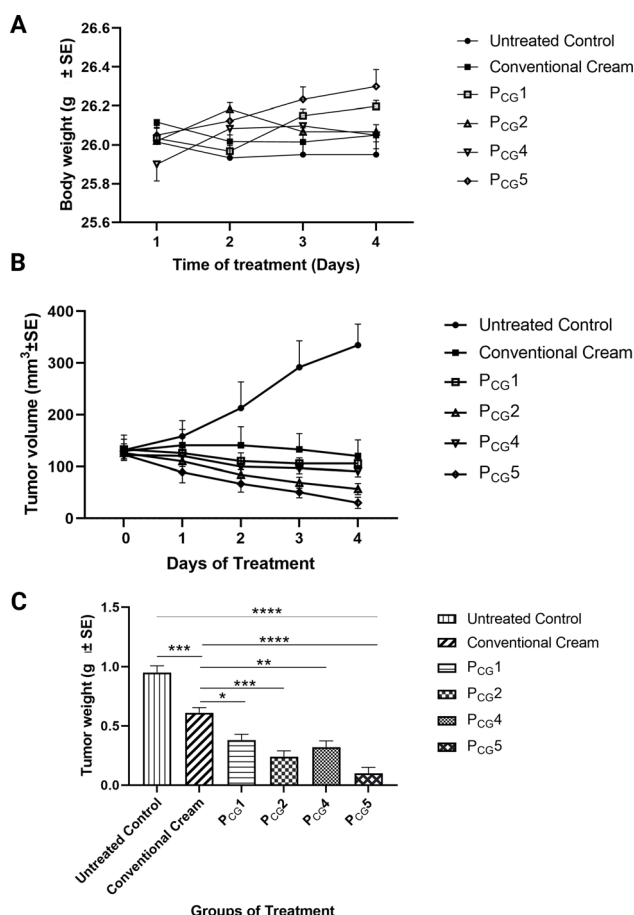 A
Body weight (g ± SE)
26.6
26.4
26.2
26.0
25.8
25.6
1 2 3 4
Time of treatment (Days)
Untreated Control
Conventional Cream
PCG1
PCG2
PCG4
PCG5
B
Tumor volume (mm³±SE)
400
300
200
100
0
0 1 2 3 4
Days of Treatment
Untreated Control
Conventional Cream
PCG1
PCG2
PCG4
PCG5
C
Tumor weight (g ± SE)
1.5
1.0
0.5
0.0
****
*** ****
**
***
*
Untreated Control
Conventional Cream
PCG1
PCG2
PCG4
PCG5
Groups of Treatment
Untreated Control
Conventional Cream
PCG1
PCG2
PCG4
PCG5